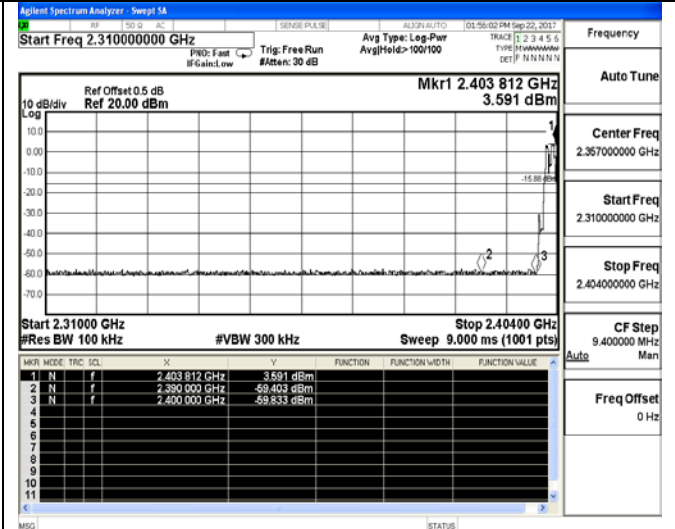 Agilent Spectrum Analyzer - Swept SA
RF 50 Ω AC SENSE:PULSE ALIGN AUTO 01:56:02 PM Sep 22, 2017
Start Freq 2.310000000 GHz
PNO: Fast
IFGain:Low
Trig: Free Run
#Atten: 30 dB
Avg Type: Log-Pwr
Avg|Hold:>100/100
TRACE 1 2 3 4 5 6
TYPE MWWWWW
DET P N N N N N
Frequency
Auto Tune
Center Freq
2.357000000 GHz
Start Freq
2.310000000 GHz
Stop Freq
2.404000000 GHz
CF Step
9.400000 MHz
Auto Man
Freq Offset
0 Hz
Mkr1 2.403 812 GHz
3.591 dBm
Ref Offset 0.5 dB
Ref 20.00 dBm
10 dB/div
Log
10.0
0.00
-10.0
-20.0
-30.0
-40.0
-50.0
-60.0
-70.0
1
-15.88 dBm
2
3
Start 2.31000 GHz
Stop 2.40400 GHz
#Res BW 100 kHz
#VBW 300 kHz
Sweep 9.000 ms (1001 pts)
MKR MODE TRC SCL X Y FUNCTION FUNCTION WIDTH FUNCTION VALUE
1 N f 2.403 812 GHz 3.591 dBm
2 N f 2.390 000 GHz -59.403 dBm
3 N f 2.400 000 GHz -59.833 dBm
4
5
6
7
8
9
10
11
MSG
STATUS